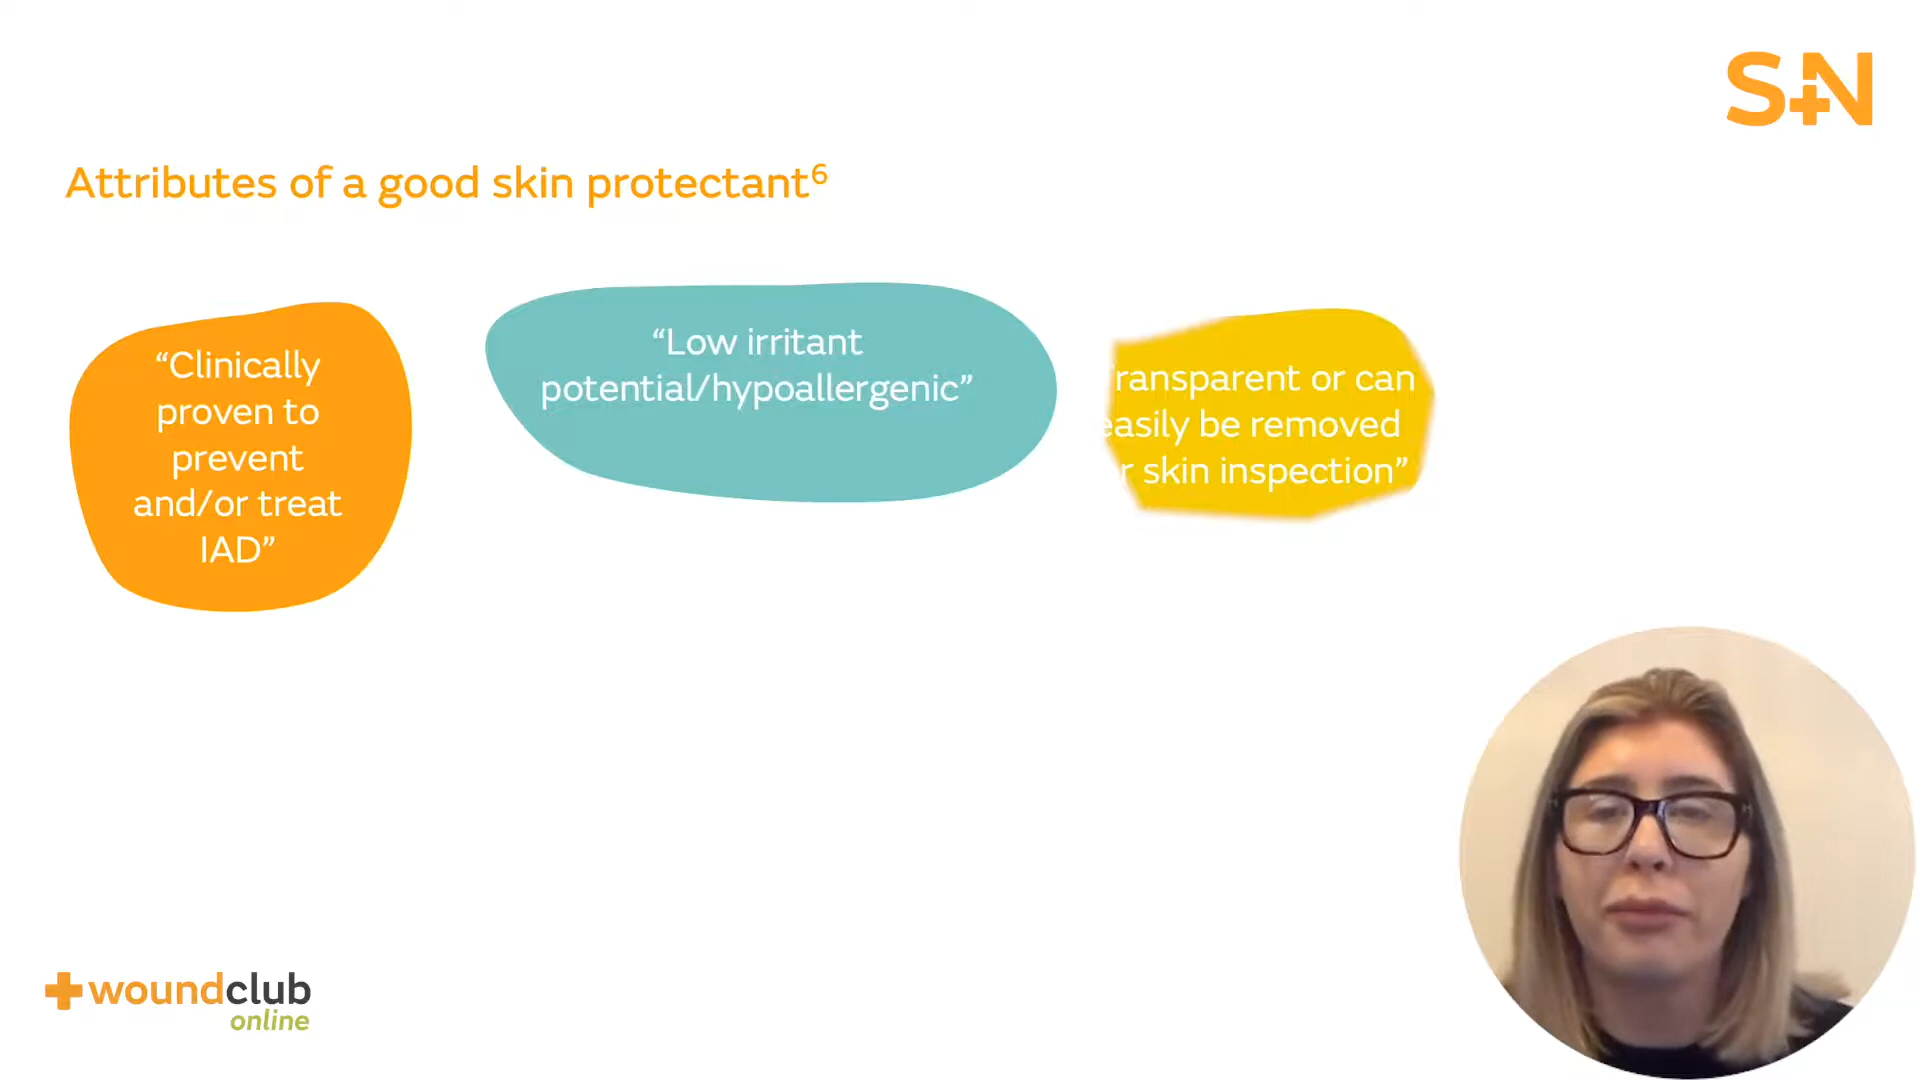 S+N
Attributes of a good skin protectant⁶
“Clinically
proven to
prevent
and/or treat
IAD”
“Low irritant
potential/hypoallergenic”
ransparent or can
easily be removed
r skin inspection”
woundclub
online